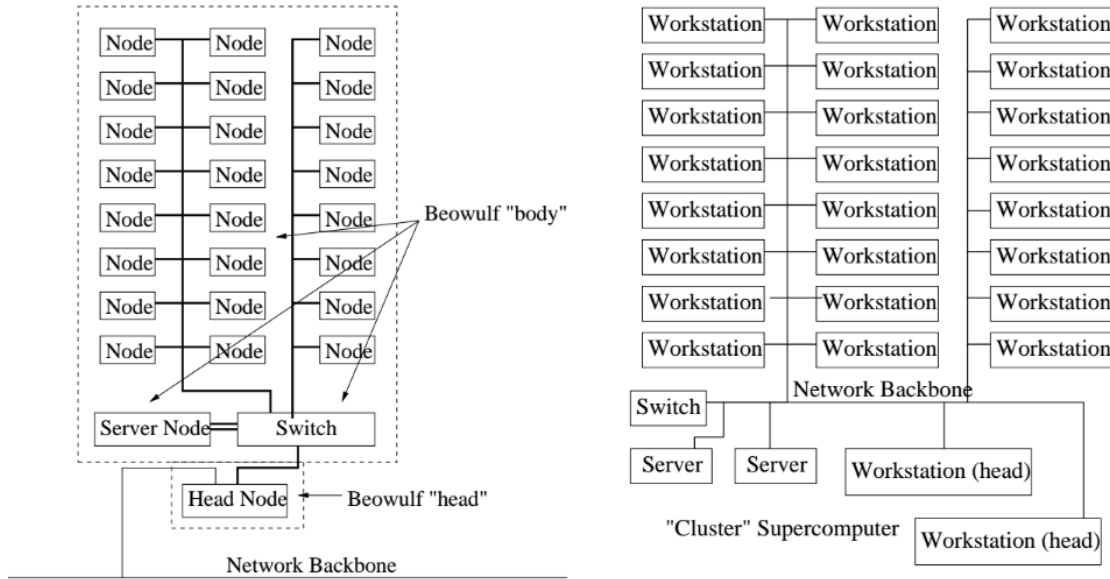 Node Node Node
Node Node Node
Node Node Node
Node Node Node
Node Node Node
Node Node Node
Node Node Node
Node Node Node
Beowulf "body"
Server Node Switch
Head Node Beowulf "head"
Network Backbone
Workstation Workstation Workstation
Workstation Workstation Workstation
Workstation Workstation Workstation
Workstation Workstation Workstation
Workstation Workstation Workstation
Workstation Workstation Workstation
Workstation Workstation Workstation
Workstation Workstation Workstation
Network Backbone
Switch
Server Server Workstation (head)
"Cluster" Supercomputer
Workstation (head)